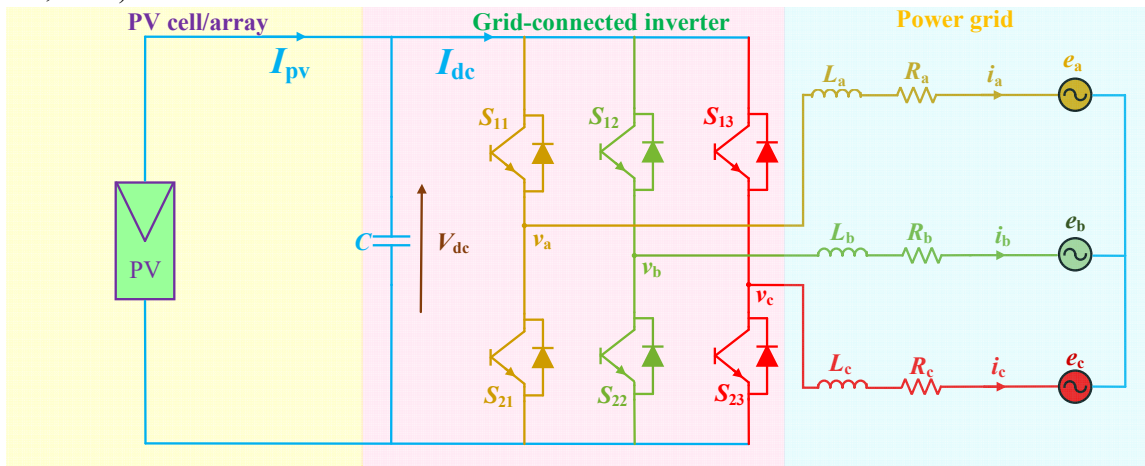 PV cell/array
Grid-connected inverter
Power grid
Ipv
Idc
La
Ra
ia
ea
S11
S12
S13
C
Vdc
va
vb
vc
Lb
Rb
ib
eb
PV
S21
S22
S23
Lc
Rc
ic
ec